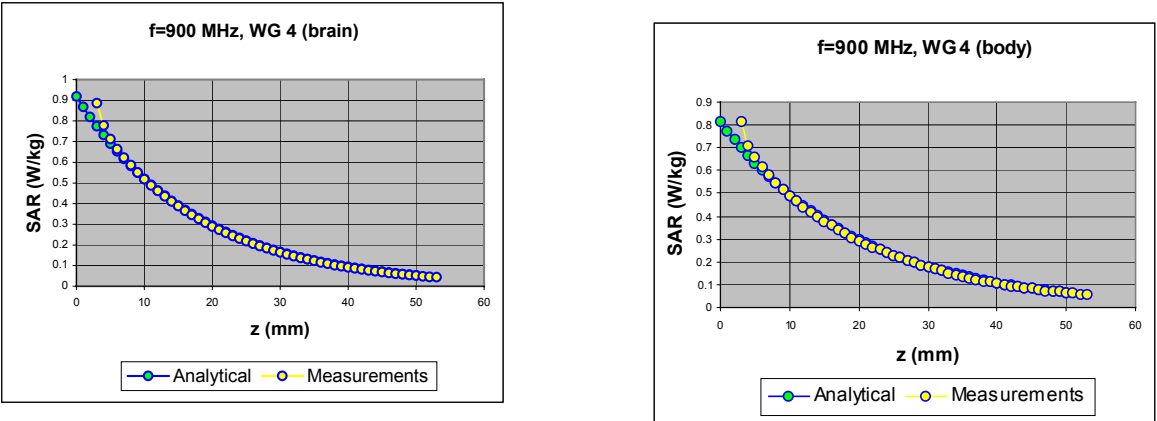 f=900 MHz, WG 4 (brain)
SAR (W/kg)
1
0.9
0.8
0.7
0.6
0.5
0.4
0.3
0.2
0.1
0
0 10 20 30 40 50 60
z (mm)
Analytical Measurements
f=900 MHz, WG 4 (body)
SAR (W/kg)
0.9
0.8
0.7
0.6
0.5
0.4
0.3
0.2
0.1
0
0 10 20 30 40 50 60
z (mm)
Analytical Measurements